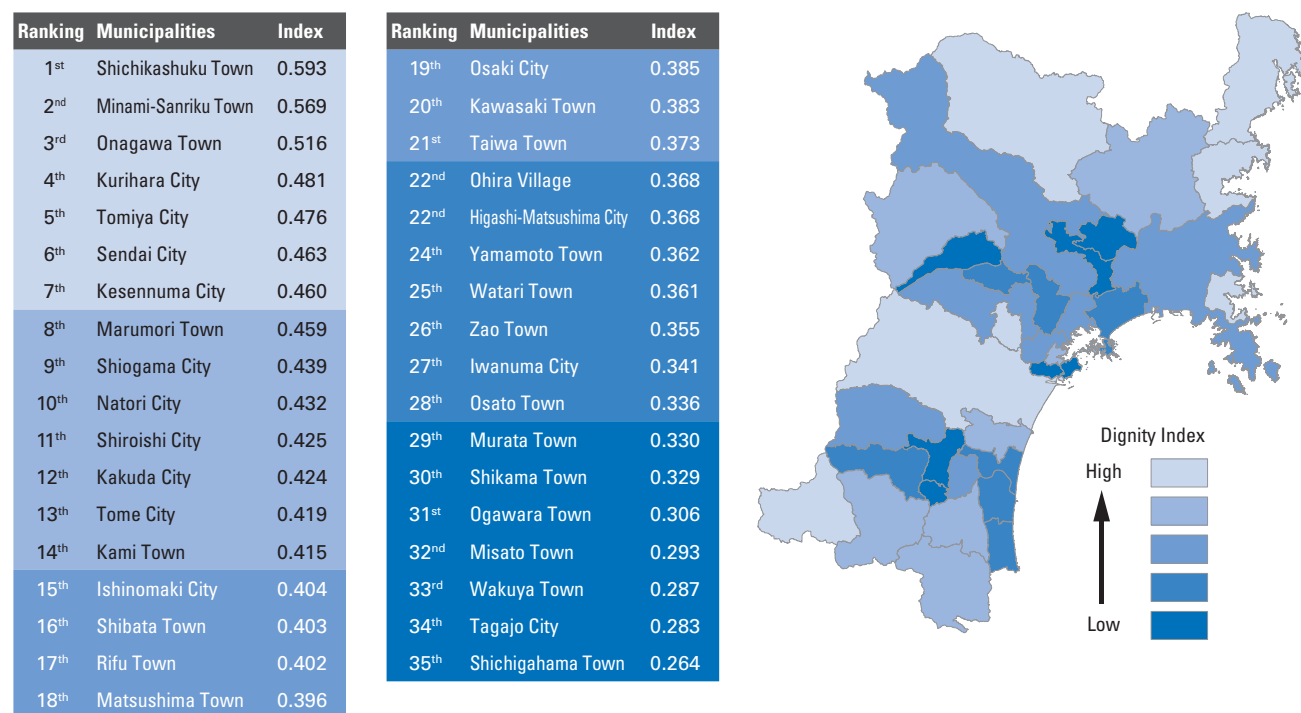 Ranking Municipalities Index
1st Shichikashuku Town 0.593
2nd Minami-Sanriku Town 0.569
3rd Onagawa Town 0.516
4th Kurihara City 0.481
5th Tomiya City 0.476
6th Sendai City 0.463
7th Kesennuma City 0.460
8th Marumori Town 0.459
9th Shiogama City 0.439
10th Natori City 0.432
11th Shiroishi City 0.425
12th Kakuda City 0.424
13th Tome City 0.419
14th Kami Town 0.415
15th Ishinomaki City 0.404
16th Shibata Town 0.403
17th Rifu Town 0.402
18th Matsushima Town 0.396
Ranking Municipalities Index
19th Osaki City 0.385
20th Kawasaki Town 0.383
21st Taiwa Town 0.373
22nd Ohira Village 0.368
22nd Higashi-Matsushima City 0.368
24th Yamamoto Town 0.362
25th Watari Town 0.361
26th Zao Town 0.355
27th Iwanuma City 0.341
28th Osato Town 0.336
29th Murata Town 0.330
30th Shikama Town 0.329
31st Ogawara Town 0.306
32nd Misato Town 0.293
33rd Wakuya Town 0.287
34th Tagajo City 0.283
35th Shichigahama Town 0.264
Dignity Index
High
Low